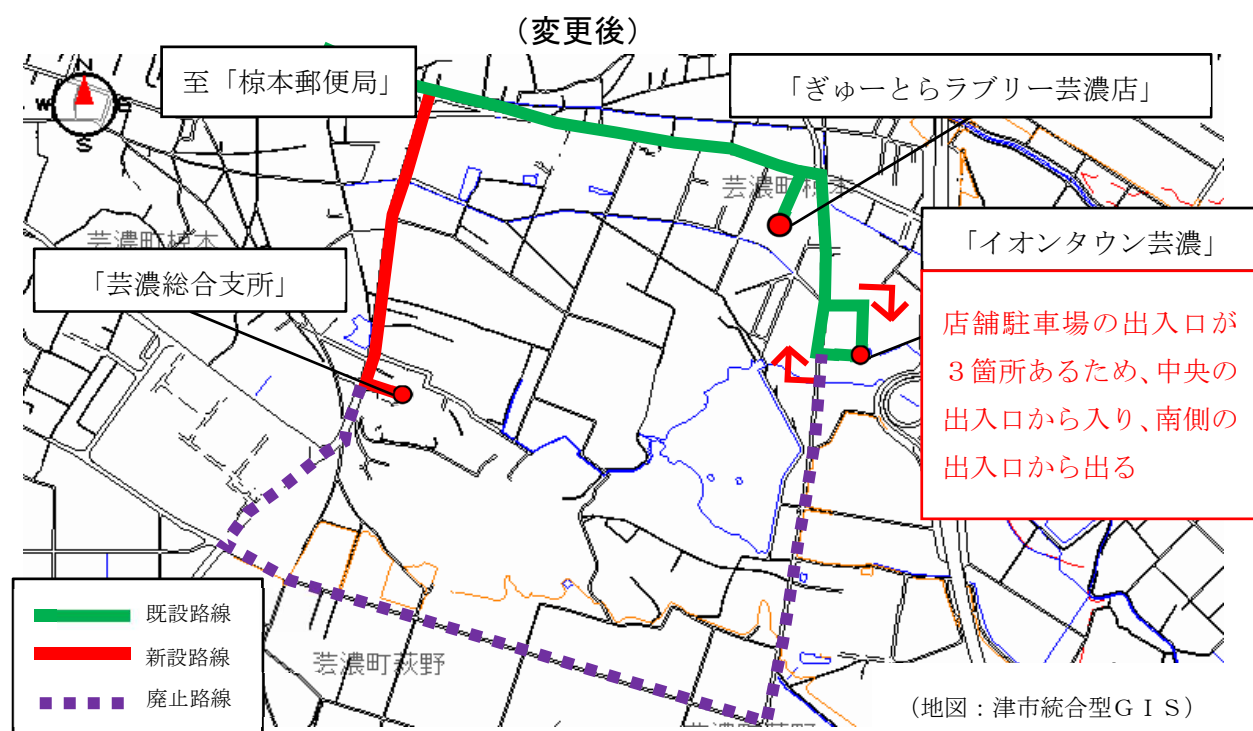 (変更後)
至「椋本郵便局」
「ぎゅーとらラブリー芸濃店」
N
W
E
S
芸濃町椋本
芸濃町椋本
「イオンタウン芸濃」
「芸濃総合支所」
店舗駐車場の出入口が
3箇所あるため、中央の
出入口から入り、南側の
出入口から出る
既設路線
新設路線
廃止路線
芸濃町萩野
芸濃町萩野
(地図:津市統合型GIS)